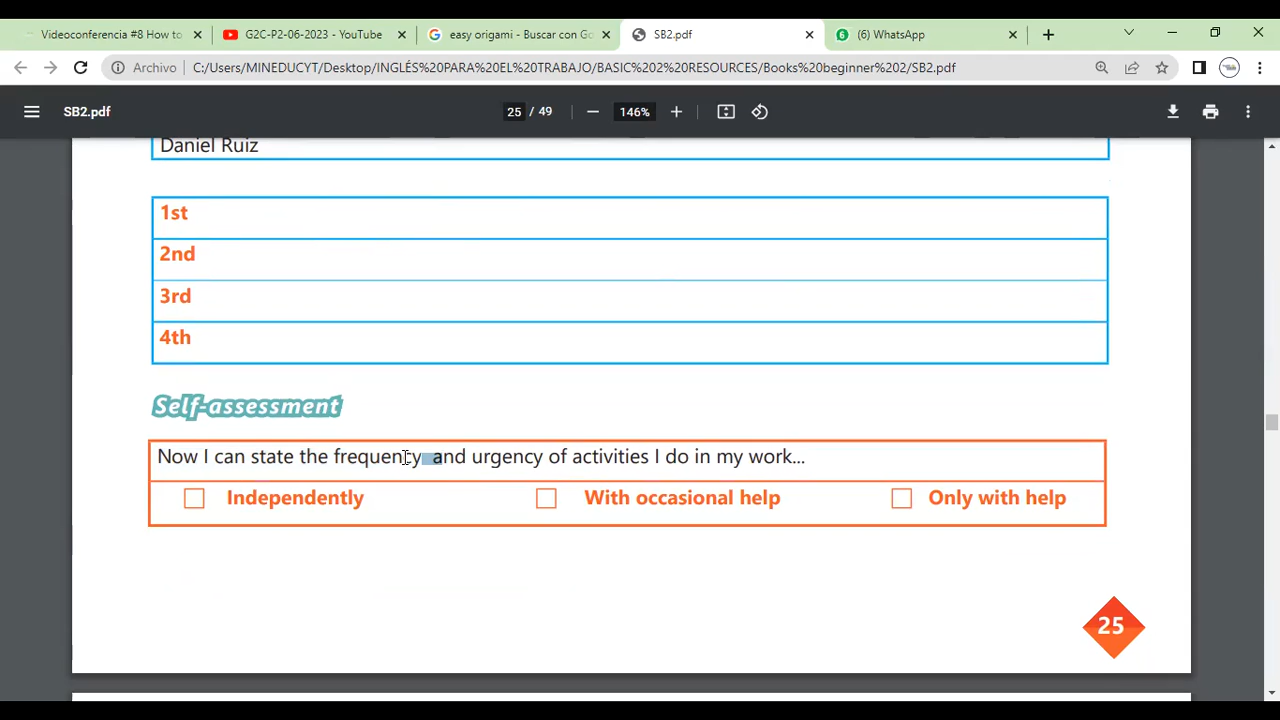 Videoconferencia #8 How to
G2C-P2-06-2023 - YouTube
easy origami - Buscar con Go
SB2.pdf
6
(6) WhatsApp
Archivo
C:/Users/MINEDUCYT/Desktop/INGLÉS%20PARA%20EL%20TRABAJO/BASIC%202%20RESOURCES/Books%20beginner%202/SB2.pdf
SB2.pdf
25 / 49
146%
Daniel Ruiz
1st
2nd
3rd
4th
Self-assessment
Now I can state the frequency and urgency of activities I do in my work...
Independently
With occasional help
Only with help
25